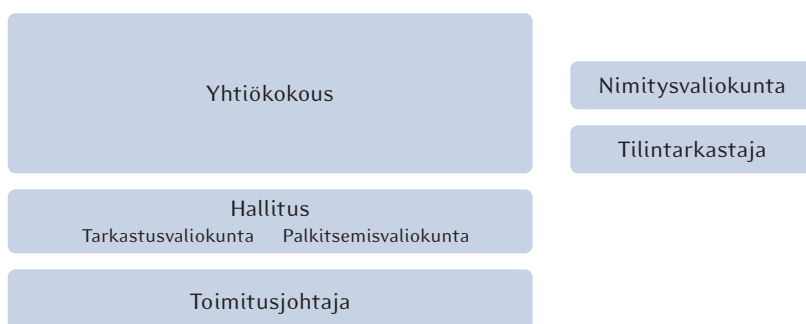 Yhtiökokous
Nimitysvaliokunta
Tilintarkastaja
Hallitus
Tarkastusvaliokunta Palkitsemisvaliokunta
Toimitusjohtaja